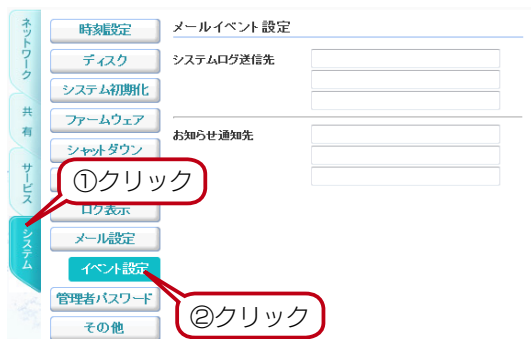 ネットワーク
共有
サービス
システム
時刻設定
ディスク
システム初期化
ファームウェア
シャットダウン
ログ表示
メール設定
イベント設定
管理者パスワード
その他
メールイベント設定
システムログ送信先
お知らせ通知先
①クリック
②クリック